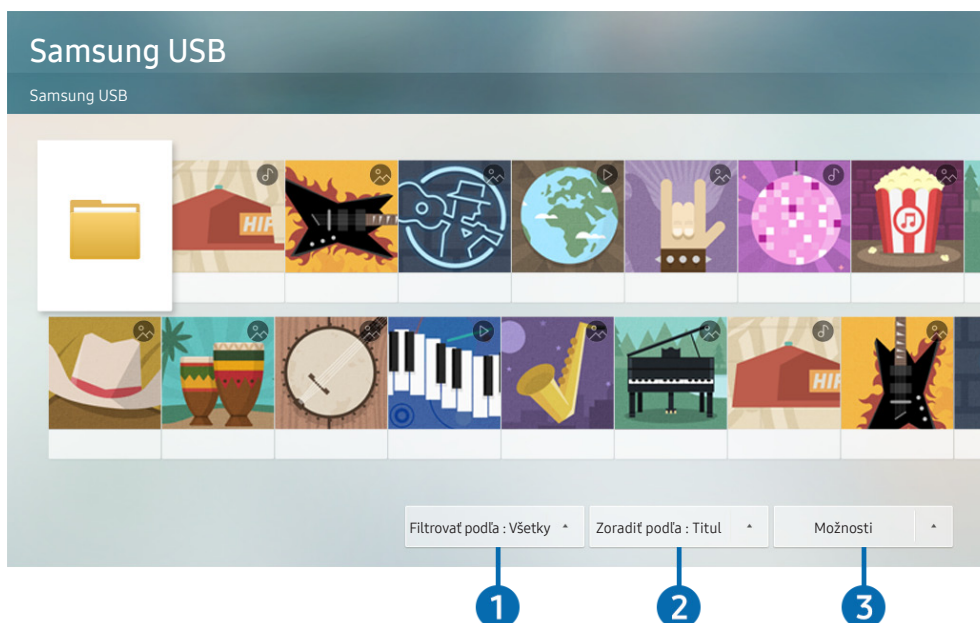 Samsung USB
Samsung USB
HIP
HIP
Filtrovať podľa : Všetky
Zoradiť podľa : Titul
Možnosti
1
2
3